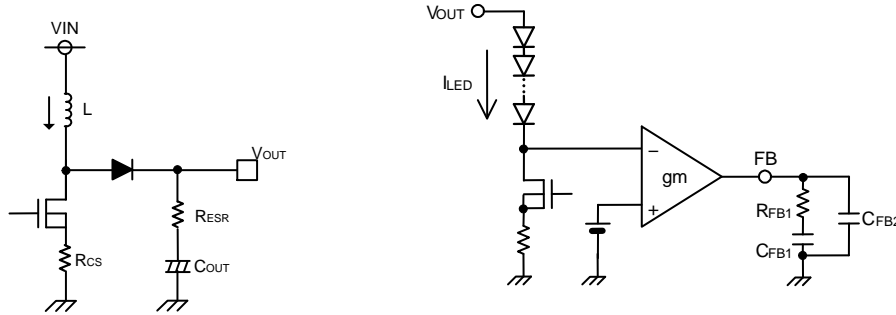 VIN
L
VOUT
RESR
RCS
COUT
VOUT
ILED
−
gm
+
FB
RFB1
CFB1
CFB2